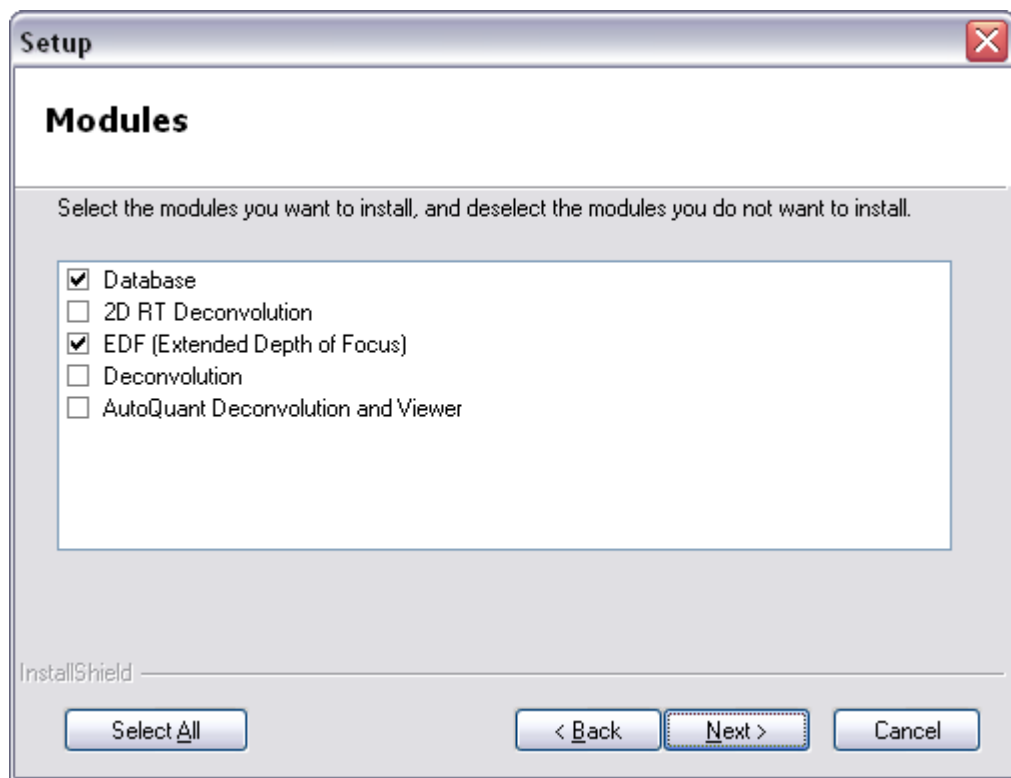 Setup
Modules
Select the modules you want to install, and deselect the modules you do not want to install.
Database
2D RT Deconvolution
EDF (Extended Depth of Focus)
Deconvolution
AutoQuant Deconvolution and Viewer
InstallShield
Select All
< Back
Next >
Cancel